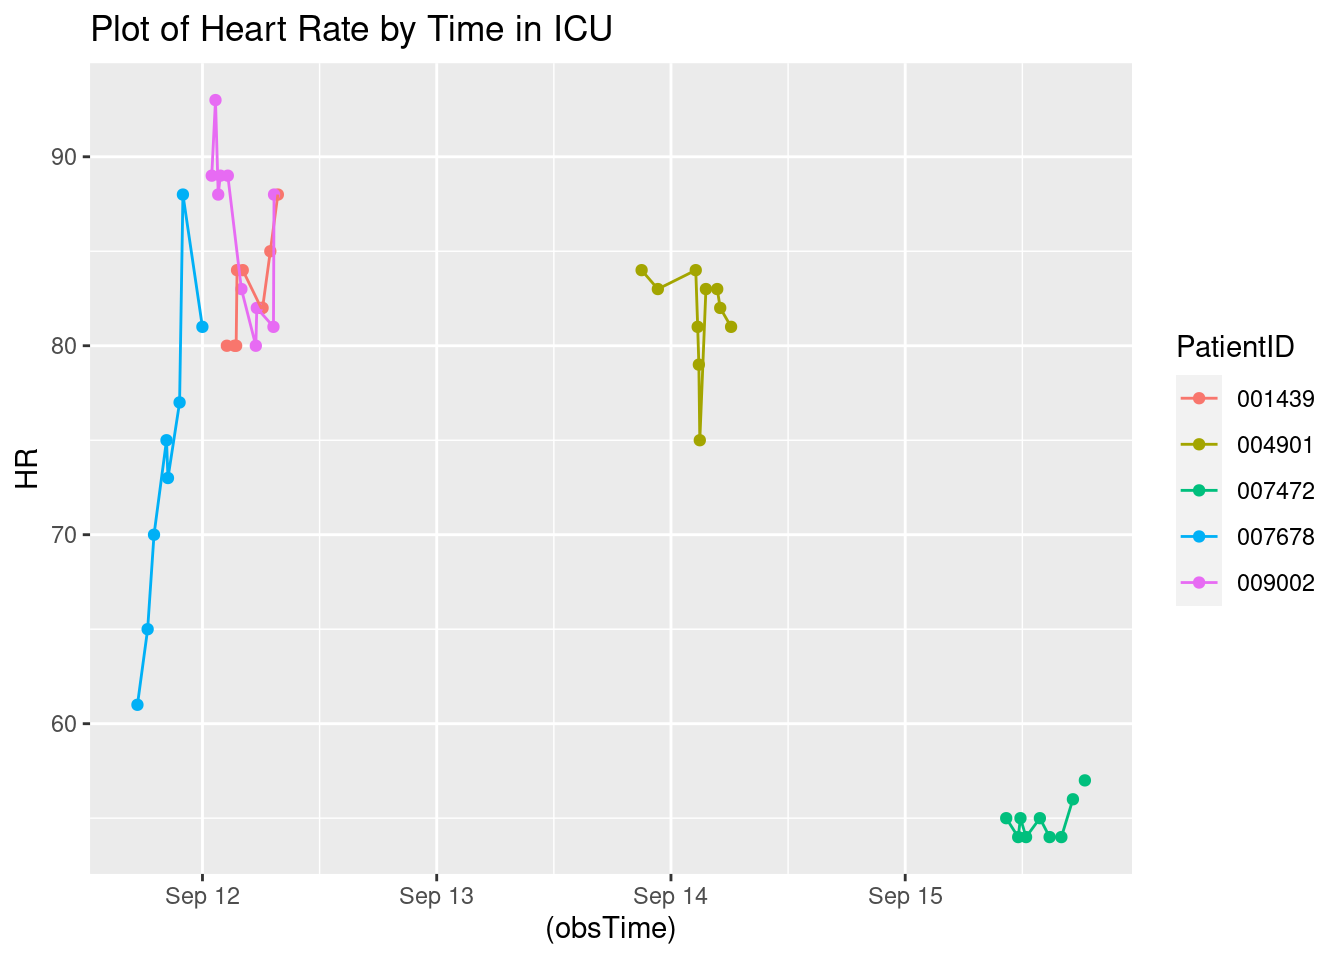 Plot of Heart Rate by Time in ICU
90
80
70
60
HR
Sep 12
Sep 13
Sep 14
Sep 15
(obsTime)
PatientID
001439
004901
007472
007678
009002